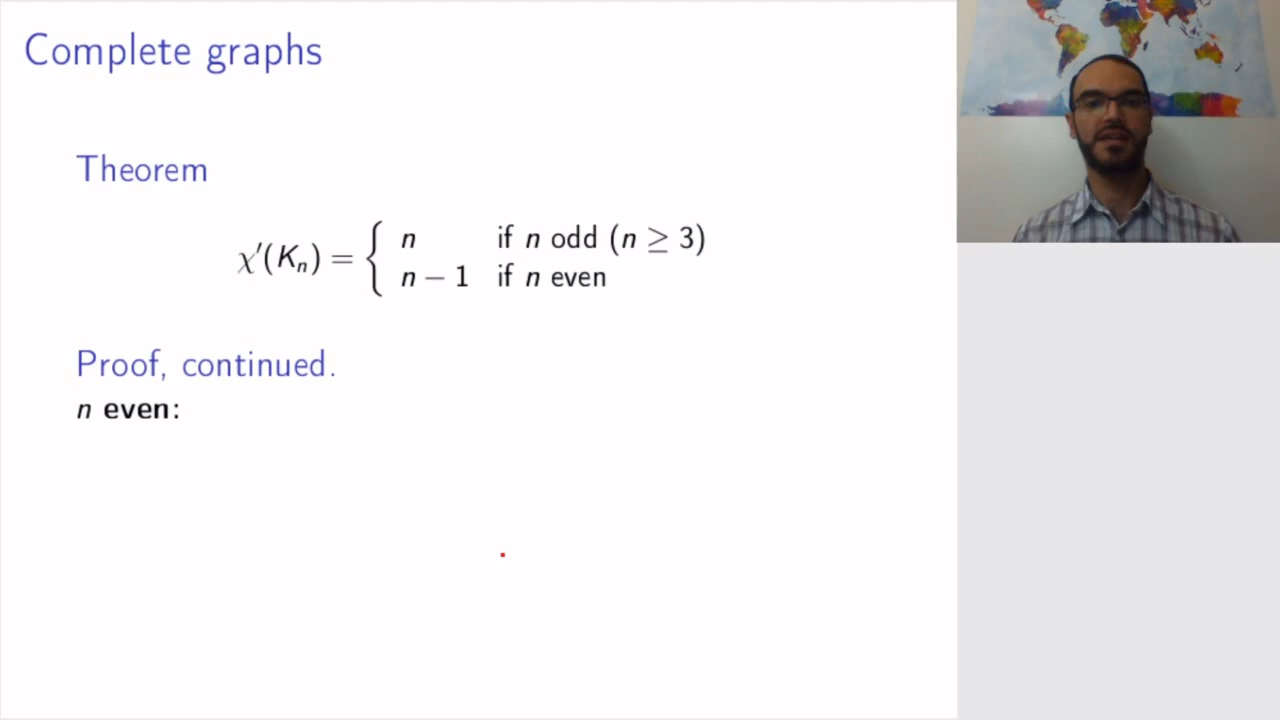 Complete graphs
Theorem
χ′(Kₙ) = { n if n odd (n ≥ 3)
n − 1 if n even
Proof, continued.
n even: